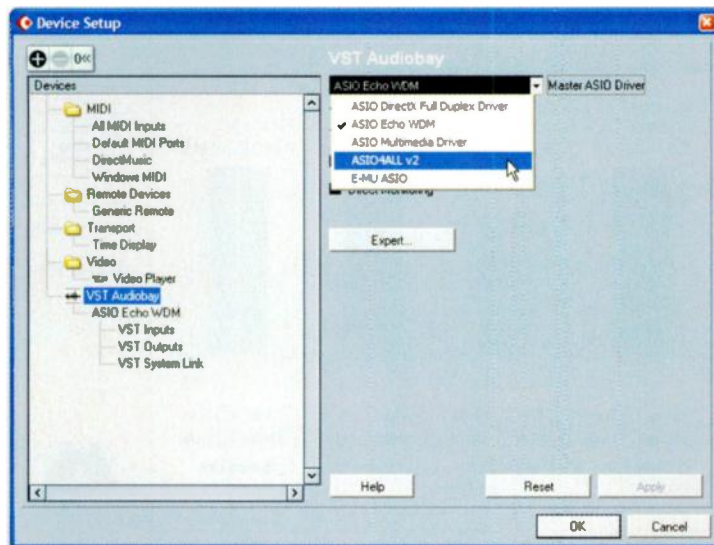 Device Setup
VST Audiobay
Devices
ASIO Echo WDM
Master ASIO Driver
MIDI
All MIDI Inputs
Default MIDI Ports
DirectMusic
Windows MIDI
Remote Devices
Generic Remote
Transport
Time Display
Video
Video Player
VST Audiobay
ASIO Echo WDM
VST Inputs
VST Outputs
VST System Link
ASIO DirectX Full Duplex Driver
ASIO Echo WDM
ASIO Multimedia Driver
ASIO4ALL v2
E-MU ASIO
Direct Monitoring
Expert...
Help
Reset
Apply
OK
Cancel